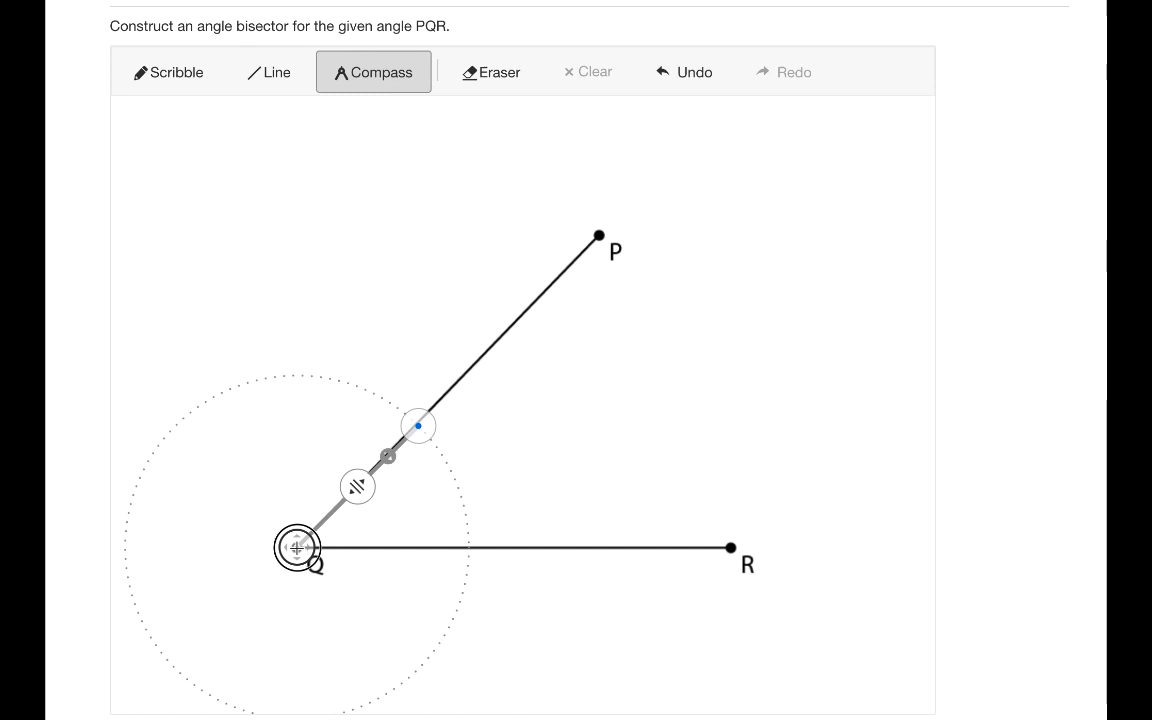 Construct an angle bisector for the given angle PQR.
Scribble Line Compass Eraser × Clear Undo Redo
P
Q
R